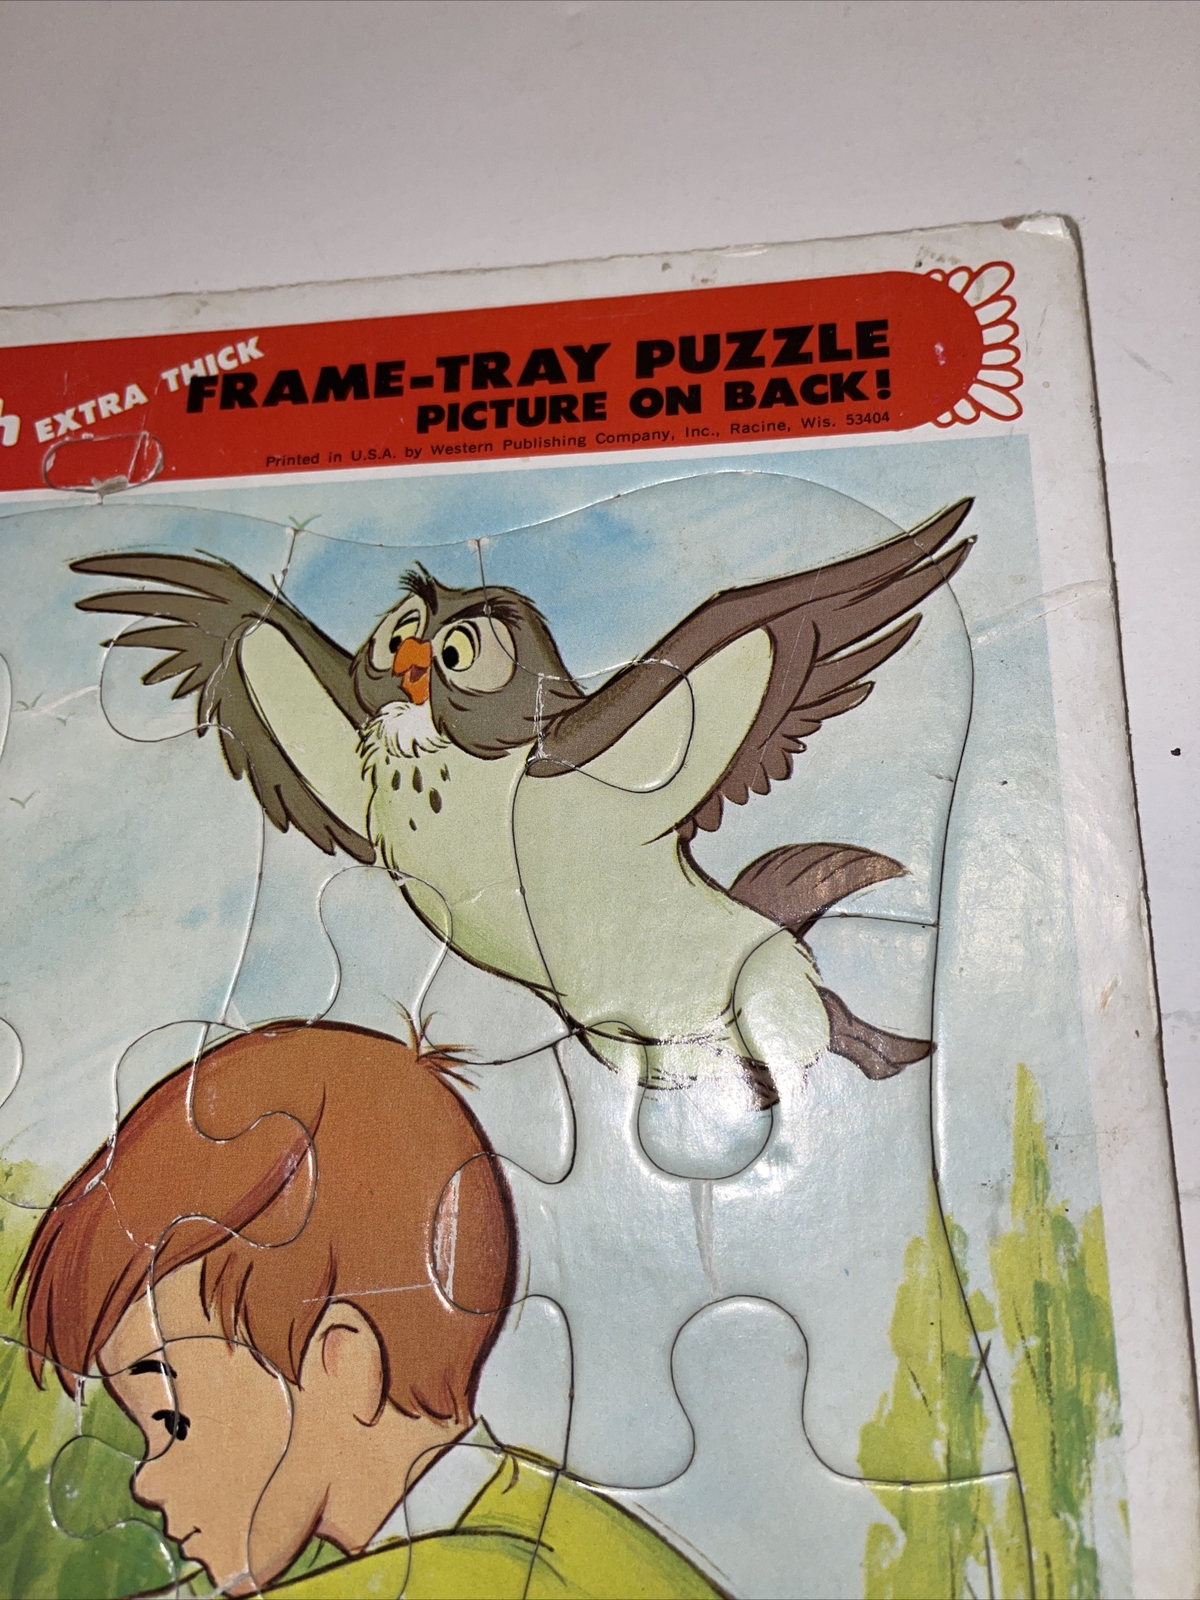 EXTRA THICK
FRAME-TRAY PUZZLE
PICTURE ON BACK!
Printed in U.S.A. by Western Publishing Company, Inc., Racine, Wis. 53404